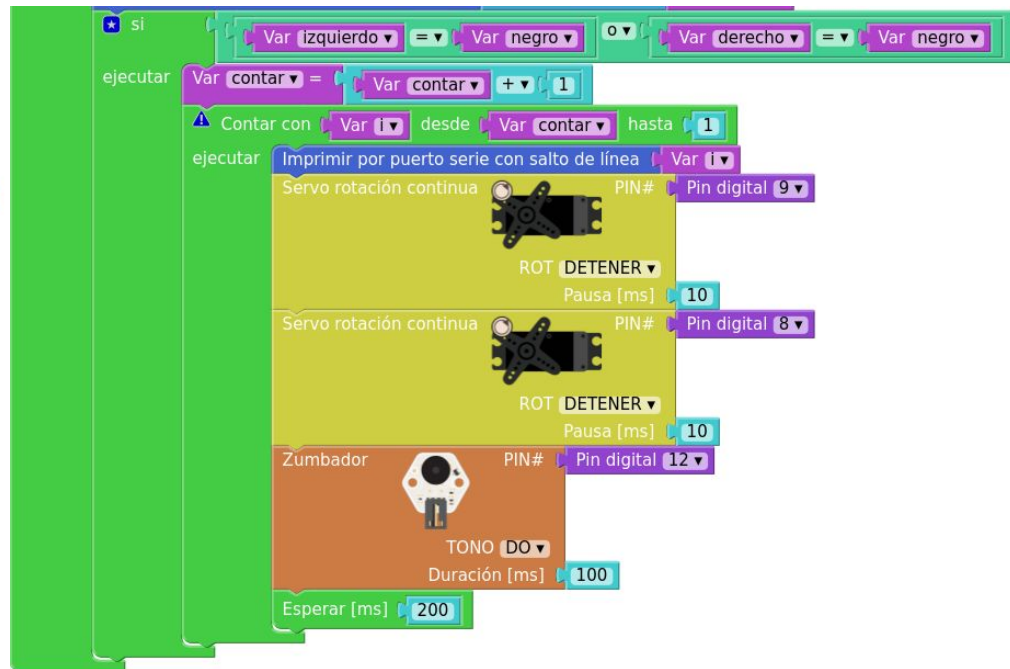 si Var izquierdo = Var negro o Var derecho = Var negro
ejecutar Var contar = Var contar + 1
Contar con Var i desde Var contar hasta 1
ejecutar Imprimir por puerto serie con salto de línea Var i
Servo rotación continua PIN# Pin digital 9
ROT DETENER
Pausa [ms] 10
Servo rotación continua PIN# Pin digital 8
ROT DETENER
Pausa [ms] 10
Zumbador PIN# Pin digital 12
TONO DO
Duración [ms] 100
Esperar [ms] 200